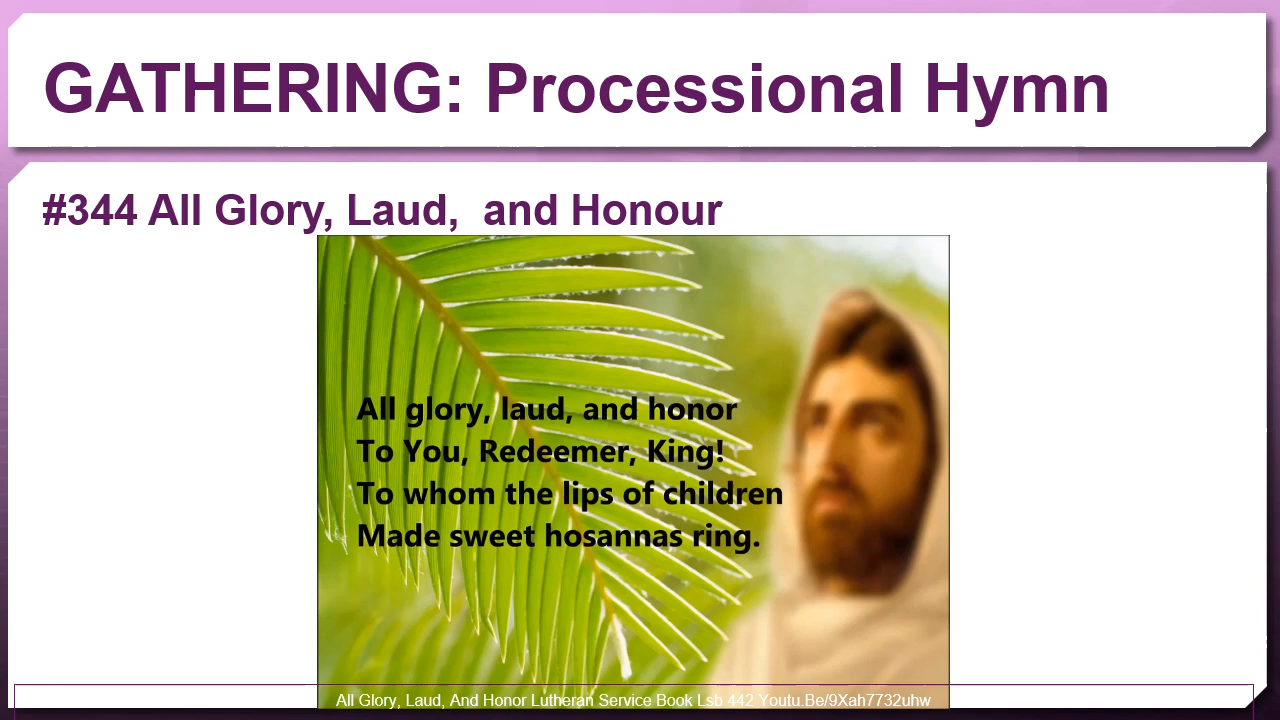 GATHERING: Processional Hymn
#344 All Glory, Laud,  and Honour
All glory, laud, and honor
To You, Redeemer, King!
To whom the lips of children
Made sweet hosannas ring.
All Glory, Laud, And Honor Lutheran Service Book Lsb 442 Youtu.Be/9Xah7732uhw